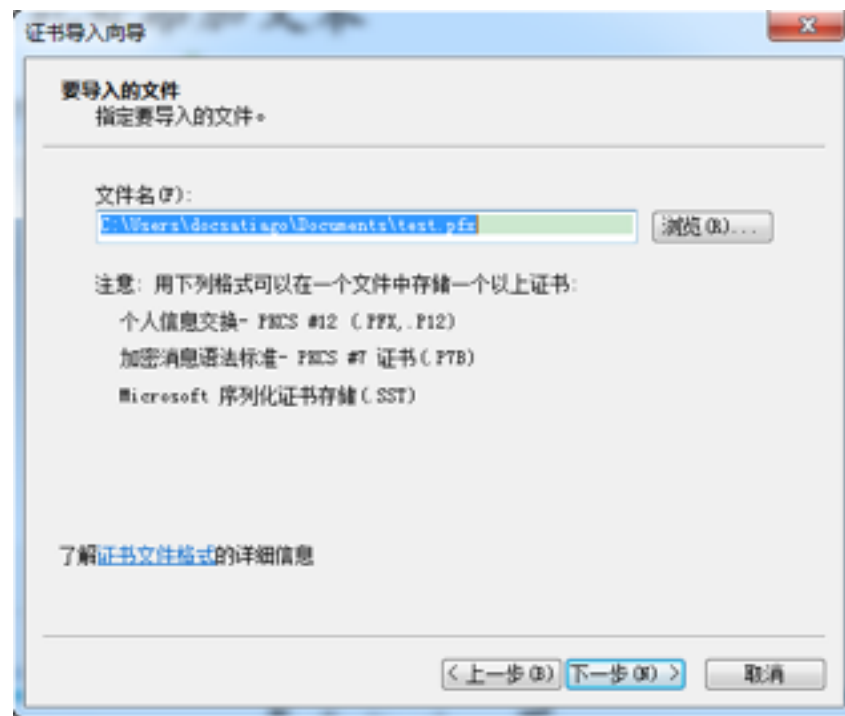 证书导入向导
要导入的文件
指定要导入的文件。
文件名(F):
C:\Users\docsatiago\Documents\test.pfx
浏览(R)...
注意: 用下列格式可以在一个文件中存储一个以上证书:
个人信息交换- PKCS #12 (.PFX,.P12)
加密消息语法标准- PKCS #7 证书(.P7B)
Microsoft 序列化证书存储(.SST)
了解证书文件格式的详细信息
< 上一步(B)
下一步(N) >
取消